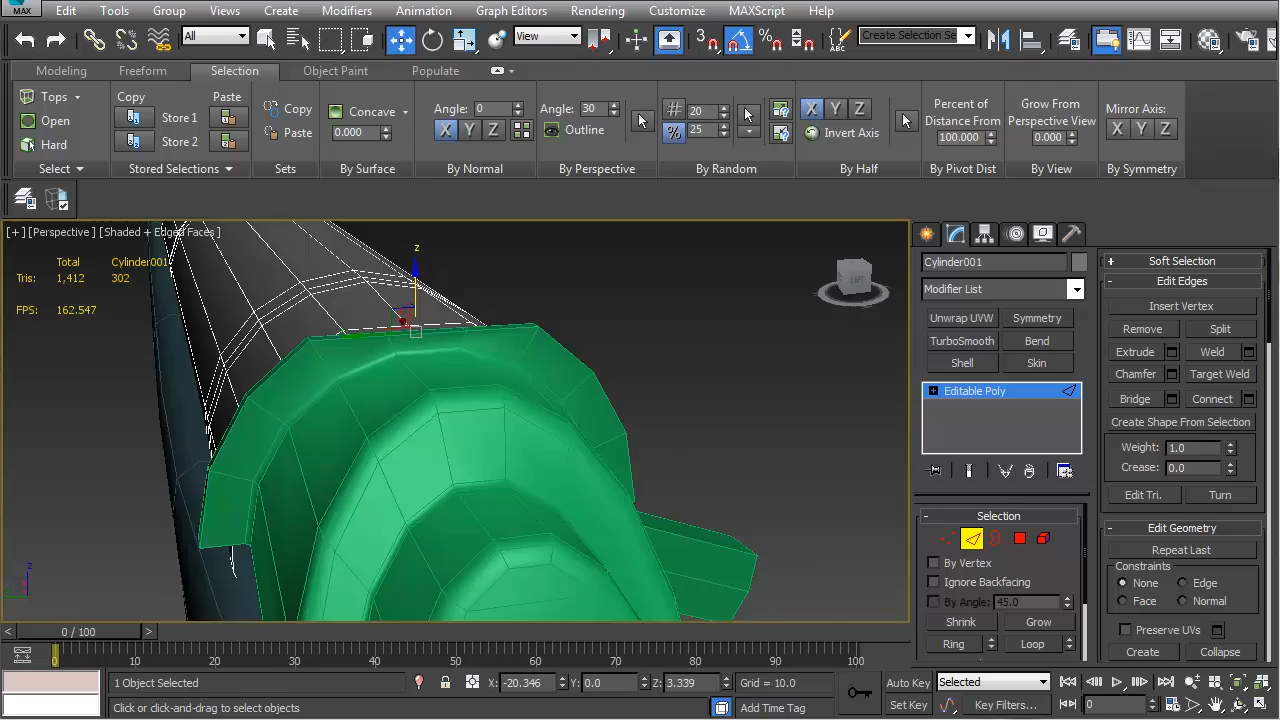 MAX Edit Tools Group Views Create Modifiers Animation Graph Editors Rendering Customize MAXScript Help
All View 3 % ABC Create Selection Se
Modeling Freeform Selection Object Paint Populate
Tops Copy Paste Copy Concave Angle: 0 Angle: 30 # 20 X Y Z Percent of Grow From Mirror Axis:
Open Store 1 Paste 0.000 X Y Z Outline % 25 Invert Axis Distance From Perspective View X Y Z
Hard Store 2 100.000 0.000
Select Stored Selections Sets By Surface By Normal By Perspective By Random By Half By Pivot Dist By View By Symmetry
[+] [Perspective] [Shaded + Edged Faces]
Total Cylinder001
Tris: 1,412 302
FPS: 162.547
z
LEFT
z
Cylinder001
Modifier List
Unwrap UVW Symmetry
TurboSmooth Bend
Shell Skin
Editable Poly
- Selection
By Vertex
Ignore Backfacing
By Angle: 45.0
Shrink Grow
Ring Loop
+ Soft Selection
- Edit Edges
Insert Vertex
Remove Split
Extrude Weld
Chamfer Target Weld
Bridge Connect
Create Shape From Selection
Weight: 1.0
Crease: 0.0
Edit Tri. Turn
- Edit Geometry
Repeat Last
Constraints
None Edge
Face Normal
Preserve UVs
Create Collapse
< 0 / 100 >
0 10 20 30 40 50 60 70 80 90 100
1 Object Selected X: -20.346 Y: 0.0 Z: 3.339 Grid = 10.0 Auto Key Selected
Click or click-and-drag to select objects Add Time Tag Set Key Key Filters... 0